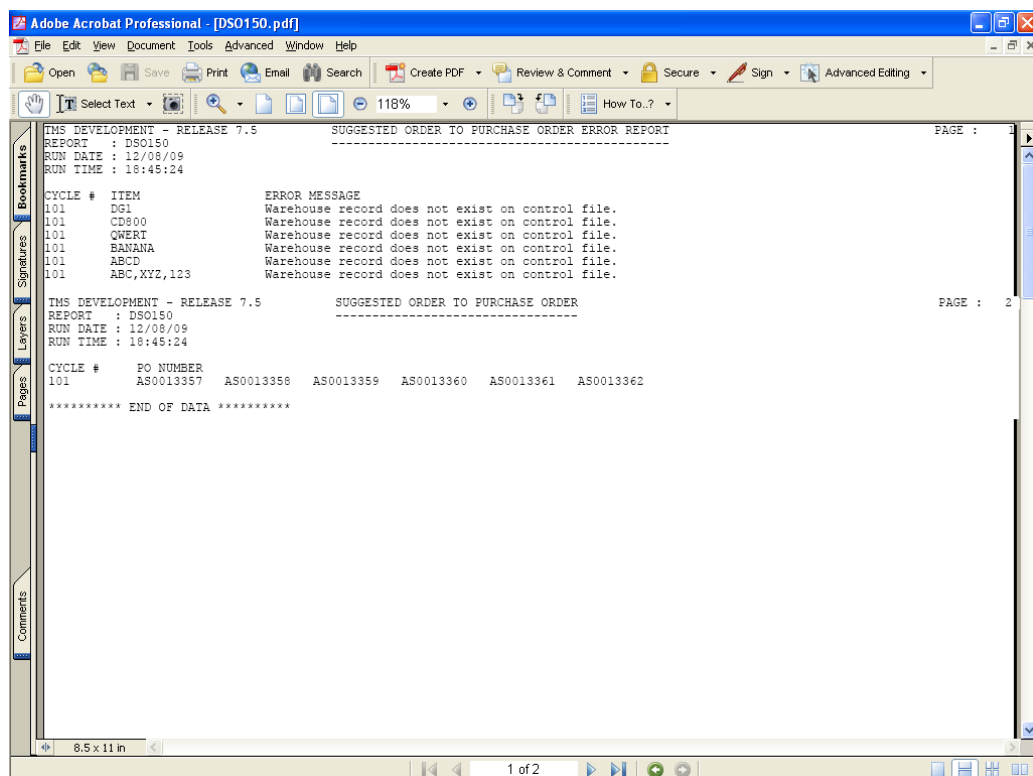 Adobe Acrobat Professional - [DSO150.pdf]
File Edit View Document Tools Advanced Window Help
Open Save Print Email Search Create PDF Review & Comment Secure Sign Advanced Editing
Select Text 118% How To..?
Bookmarks
Signatures
Layers
Pages
Comments
TMS DEVELOPMENT - RELEASE 7.5 SUGGESTED ORDER TO PURCHASE ORDER ERROR REPORT PAGE : 1
REPORT : DSO150 ----------------------------------------------
RUN DATE : 12/08/09
RUN TIME : 18:45:24
CYCLE # ITEM ERROR MESSAGE
101 DG1 Warehouse record does not exist on control file.
101 CD800 Warehouse record does not exist on control file.
101 QWERT Warehouse record does not exist on control file.
101 BANANA Warehouse record does not exist on control file.
101 ABCD Warehouse record does not exist on control file.
101 ABC,XYZ,123 Warehouse record does not exist on control file.
TMS DEVELOPMENT - RELEASE 7.5 SUGGESTED ORDER TO PURCHASE ORDER PAGE : 2
REPORT : DSO150 ---------------------------------
RUN DATE : 12/08/09
RUN TIME : 18:45:24
CYCLE # PO NUMBER
101 AS0013357 AS0013358 AS0013359 AS0013360 AS0013361 AS0013362
********** END OF DATA **********
8.5 x 11 in
1 of 2